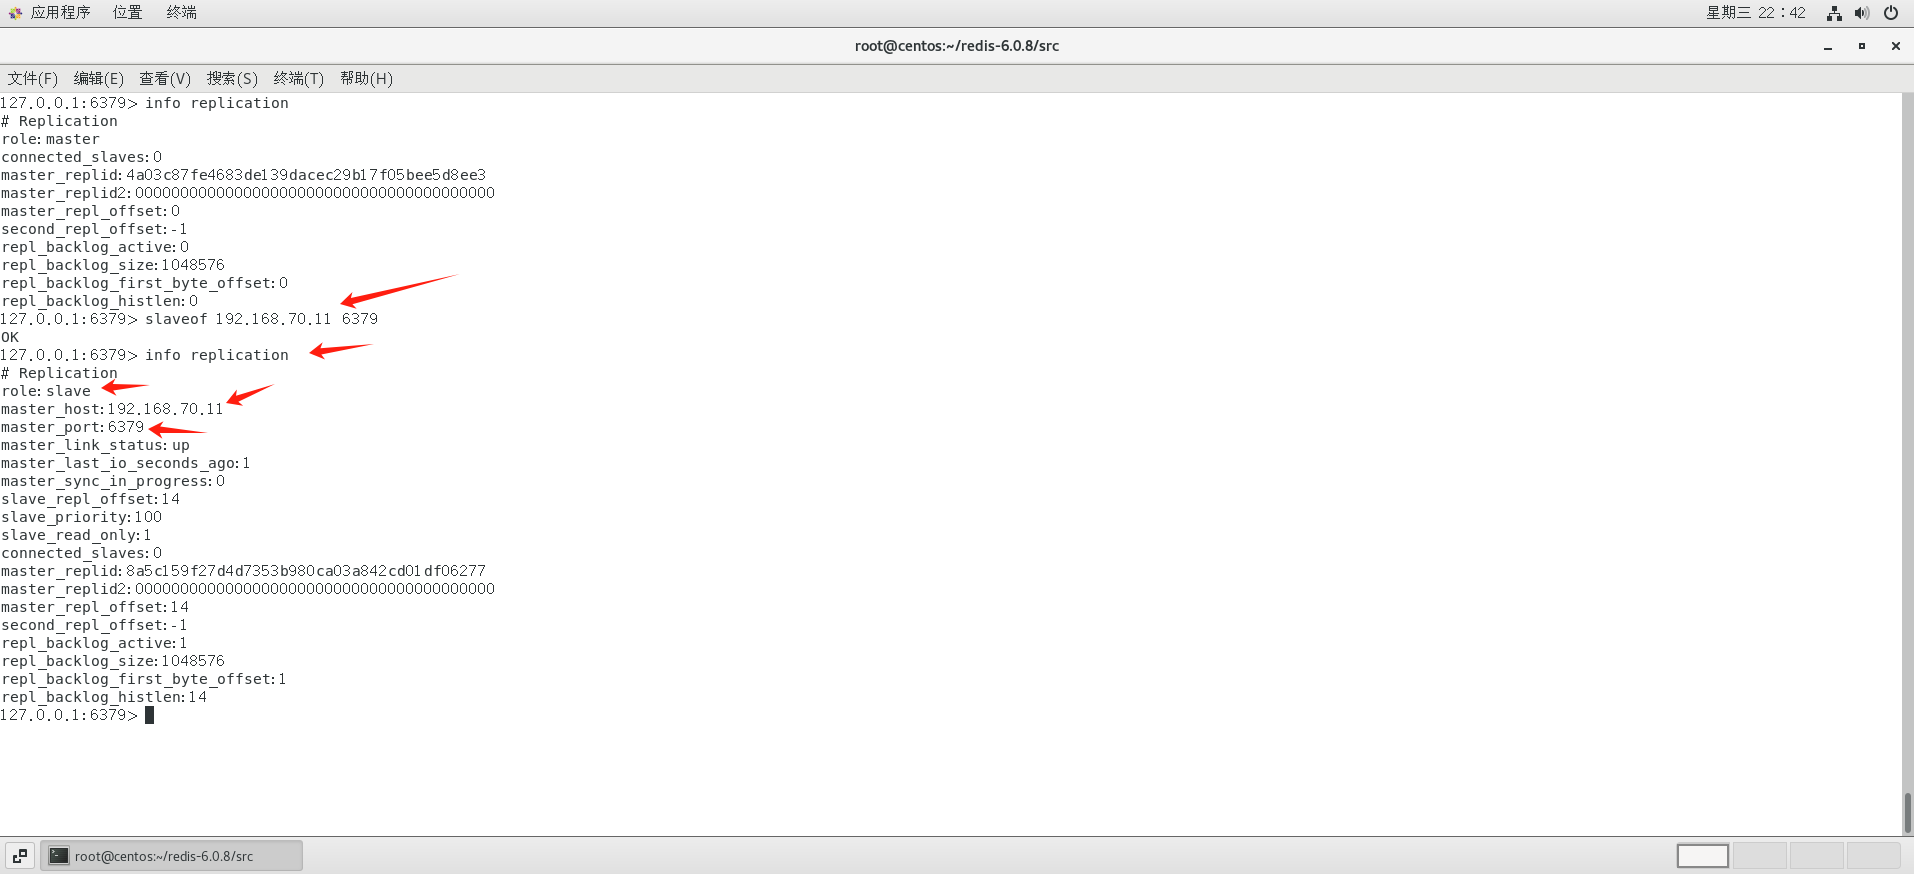 应用程序 位置 终端 星期三 22：42
root@centos:~/redis-6.0.8/src
文件(F) 编辑(E) 查看(V) 搜索(S) 终端(T) 帮助(H)
127.0.0.1:6379> info replication
# Replication
role:master
connected_slaves:0
master_replid:4a03c87fe4683de139dacec29b17f05bee5d8ee3
master_replid2:0000000000000000000000000000000000000000
master_repl_offset:0
second_repl_offset:-1
repl_backlog_active:0
repl_backlog_size:1048576
repl_backlog_first_byte_offset:0
repl_backlog_histlen:0
127.0.0.1:6379> slaveof 192.168.70.11 6379
OK
127.0.0.1:6379> info replication
# Replication
role:slave
master_host:192.168.70.11
master_port:6379
master_link_status:up
master_last_io_seconds_ago:1
master_sync_in_progress:0
slave_repl_offset:14
slave_priority:100
slave_read_only:1
connected_slaves:0
master_replid:8a5c159f27d4d7353b980ca03a842cd01df06277
master_replid2:0000000000000000000000000000000000000000
master_repl_offset:14
second_repl_offset:-1
repl_backlog_active:1
repl_backlog_size:1048576
repl_backlog_first_byte_offset:1
repl_backlog_histlen:14
127.0.0.1:6379>
root@centos:~/redis-6.0.8/src